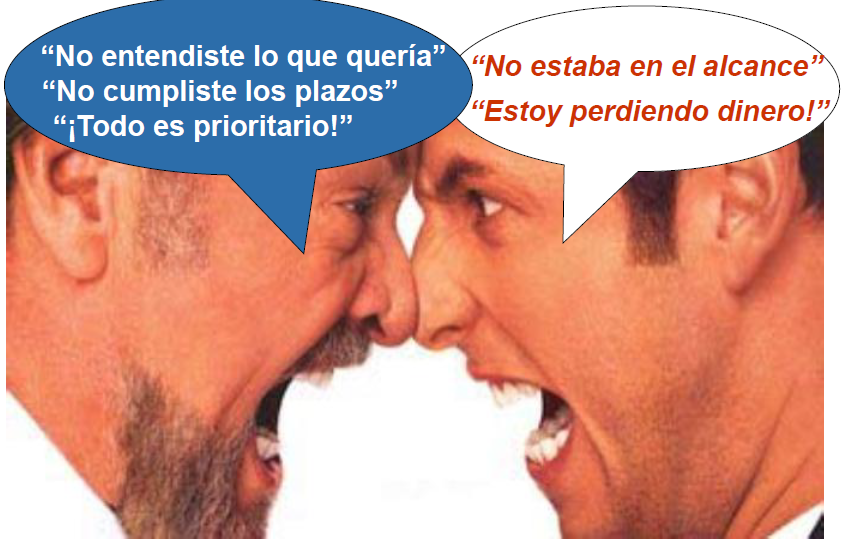 “No entendiste lo que quería”
“No cumpliste los plazos”
“¡Todo es prioritario!”
“No estaba en el alcance”
“Estoy perdiendo dinero!”